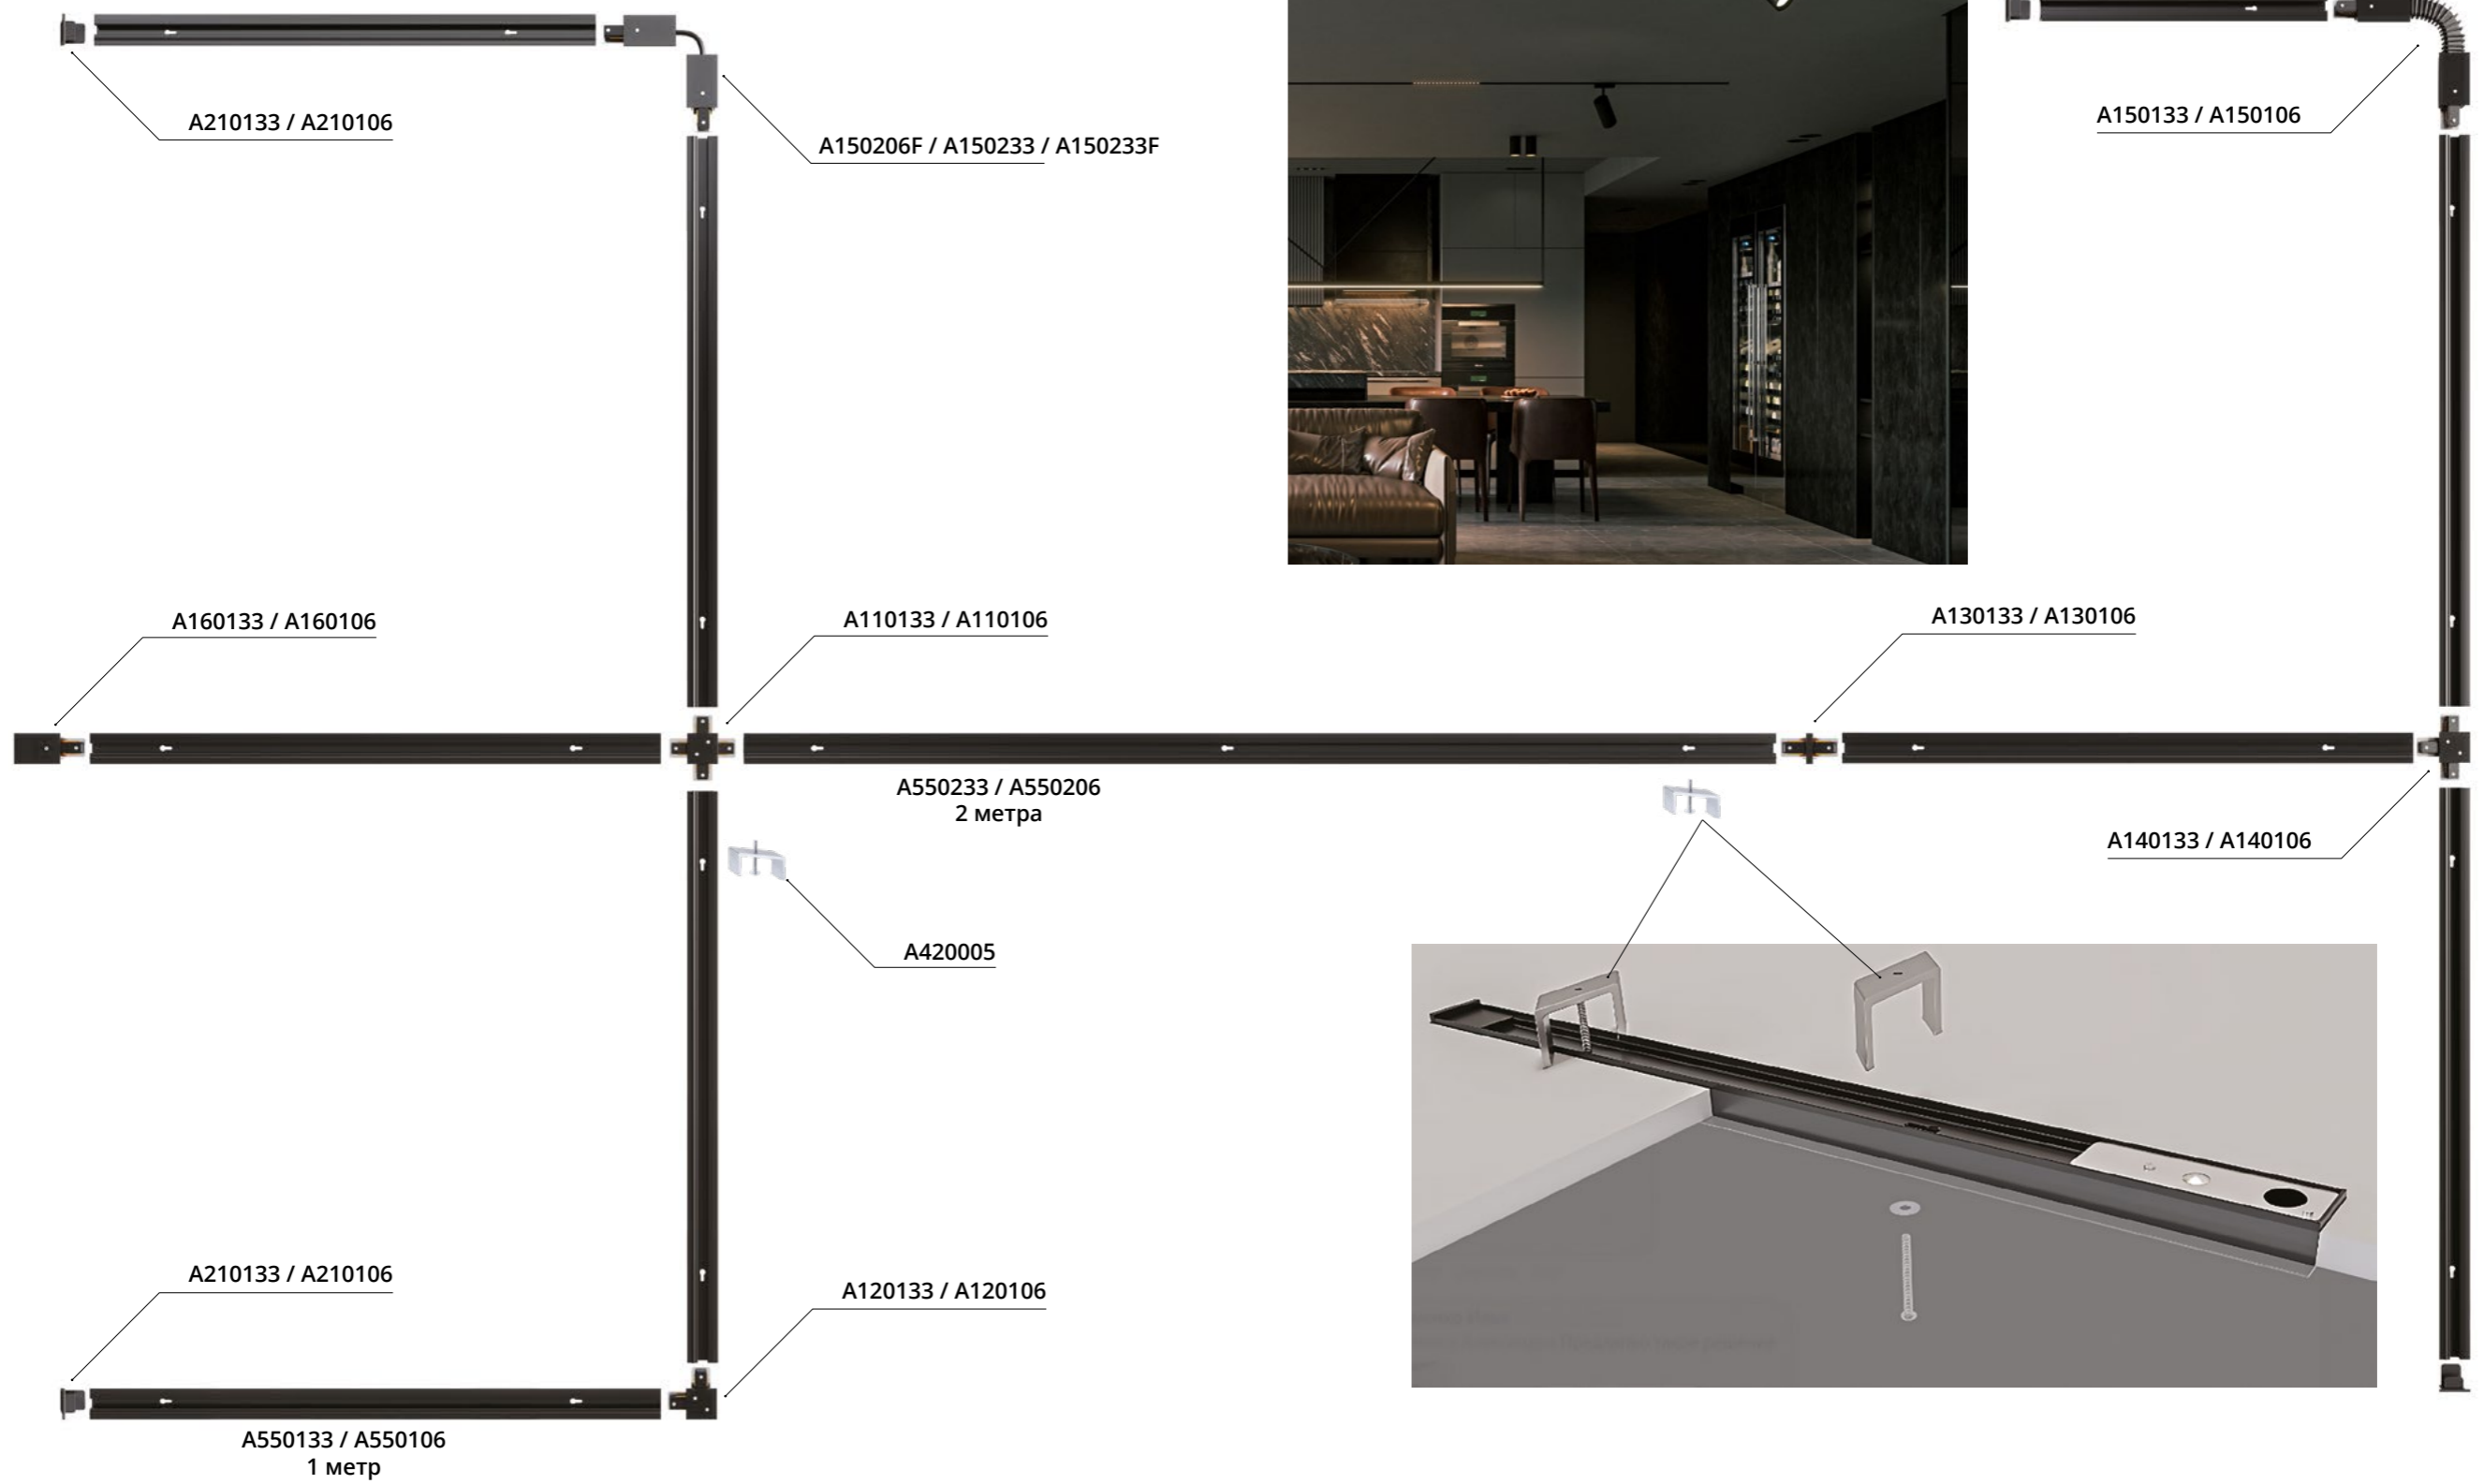 A210133 / A210106
A150206F / A150233 / A150233F
A150133 / A150106
A160133 / A160106
A110133 / A110106
A130133 / A130106
A550233 / A550206
2 метра
A140133 / A140106
A420005
A210133 / A210106
A120133 / A120106
A550133 / A550106
1 метр